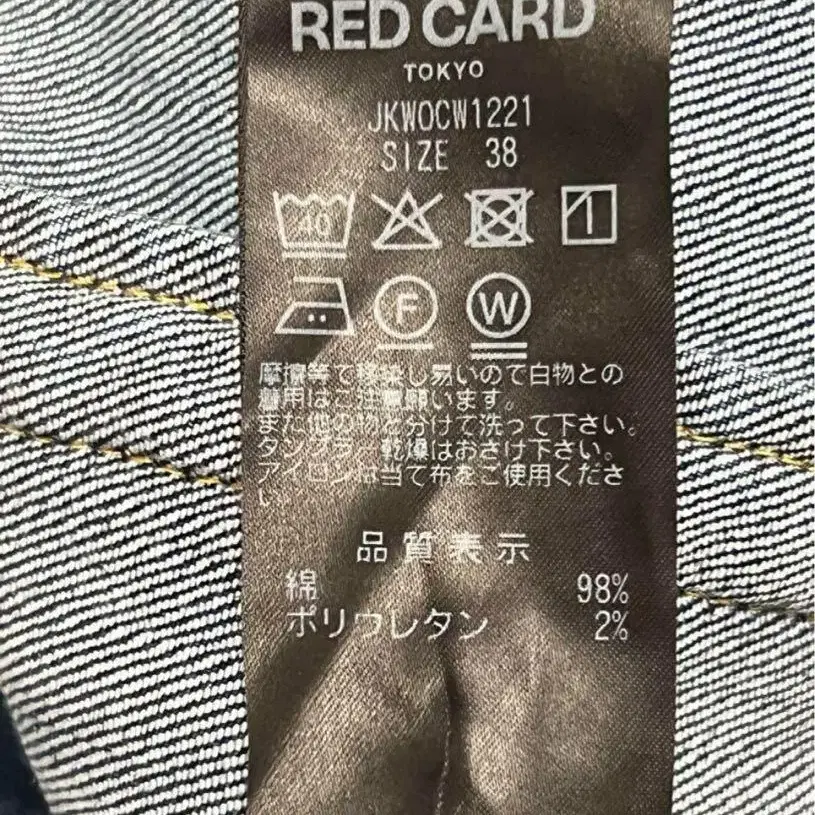 RED CARD
TOKYO
JKWOCW1221
SIZE 38
40
F
W
摩擦等で移染し易いので白物との
着用はご注意願います。
また他の物と分けて洗って下さい。
タンブラー乾燥はおさけ下さい。
アイロンは当て布をご使用くださ
い。
品質表示
綿 98%
ポリウレタン 2%